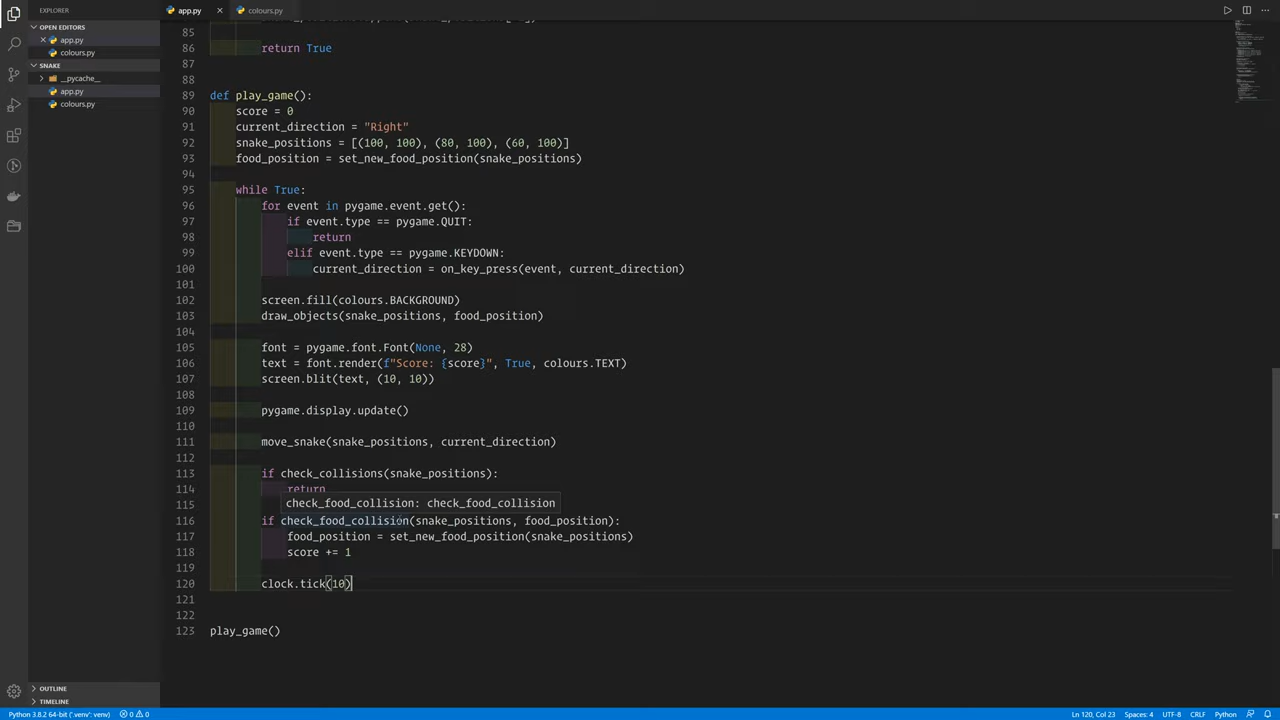 EXPLORER
OPEN EDITORS
app.py
colours.py
SNAKE
__pycache__
app.py
colours.py
OUTLINE
TIMELINE
app.py
colours.py
85
86 return True
87
88
89 def play_game():
90 score = 0
91 current_direction = "Right"
92 snake_positions = [(100, 100), (80, 100), (60, 100)]
93 food_position = set_new_food_position(snake_positions)
94
95 while True:
96 for event in pygame.event.get():
97 if event.type == pygame.QUIT:
98 return
99 elif event.type == pygame.KEYDOWN:
100 current_direction = on_key_press(event, current_direction)
101
102 screen.fill(colours.BACKGROUND)
103 draw_objects(snake_positions, food_position)
104
105 font = pygame.font.Font(None, 28)
106 text = font.render(f"Score: {score}", True, colours.TEXT)
107 screen.blit(text, (10, 10))
108
109 pygame.display.update()
110
111 move_snake(snake_positions, current_direction)
112
113 if check_collisions(snake_positions):
114 return
115 check_food_collision: check_food_collision
116 if check_food_collision(snake_positions, food_position):
117 food_position = set_new_food_position(snake_positions)
118 score += 1
119
120 clock.tick(10)
121
122
123 play_game()
Python 3.8.2 64-bit ('.venv': venv) 0 0 Ln 120, Col 23 Spaces: 4 UTF-8 CRLF Python